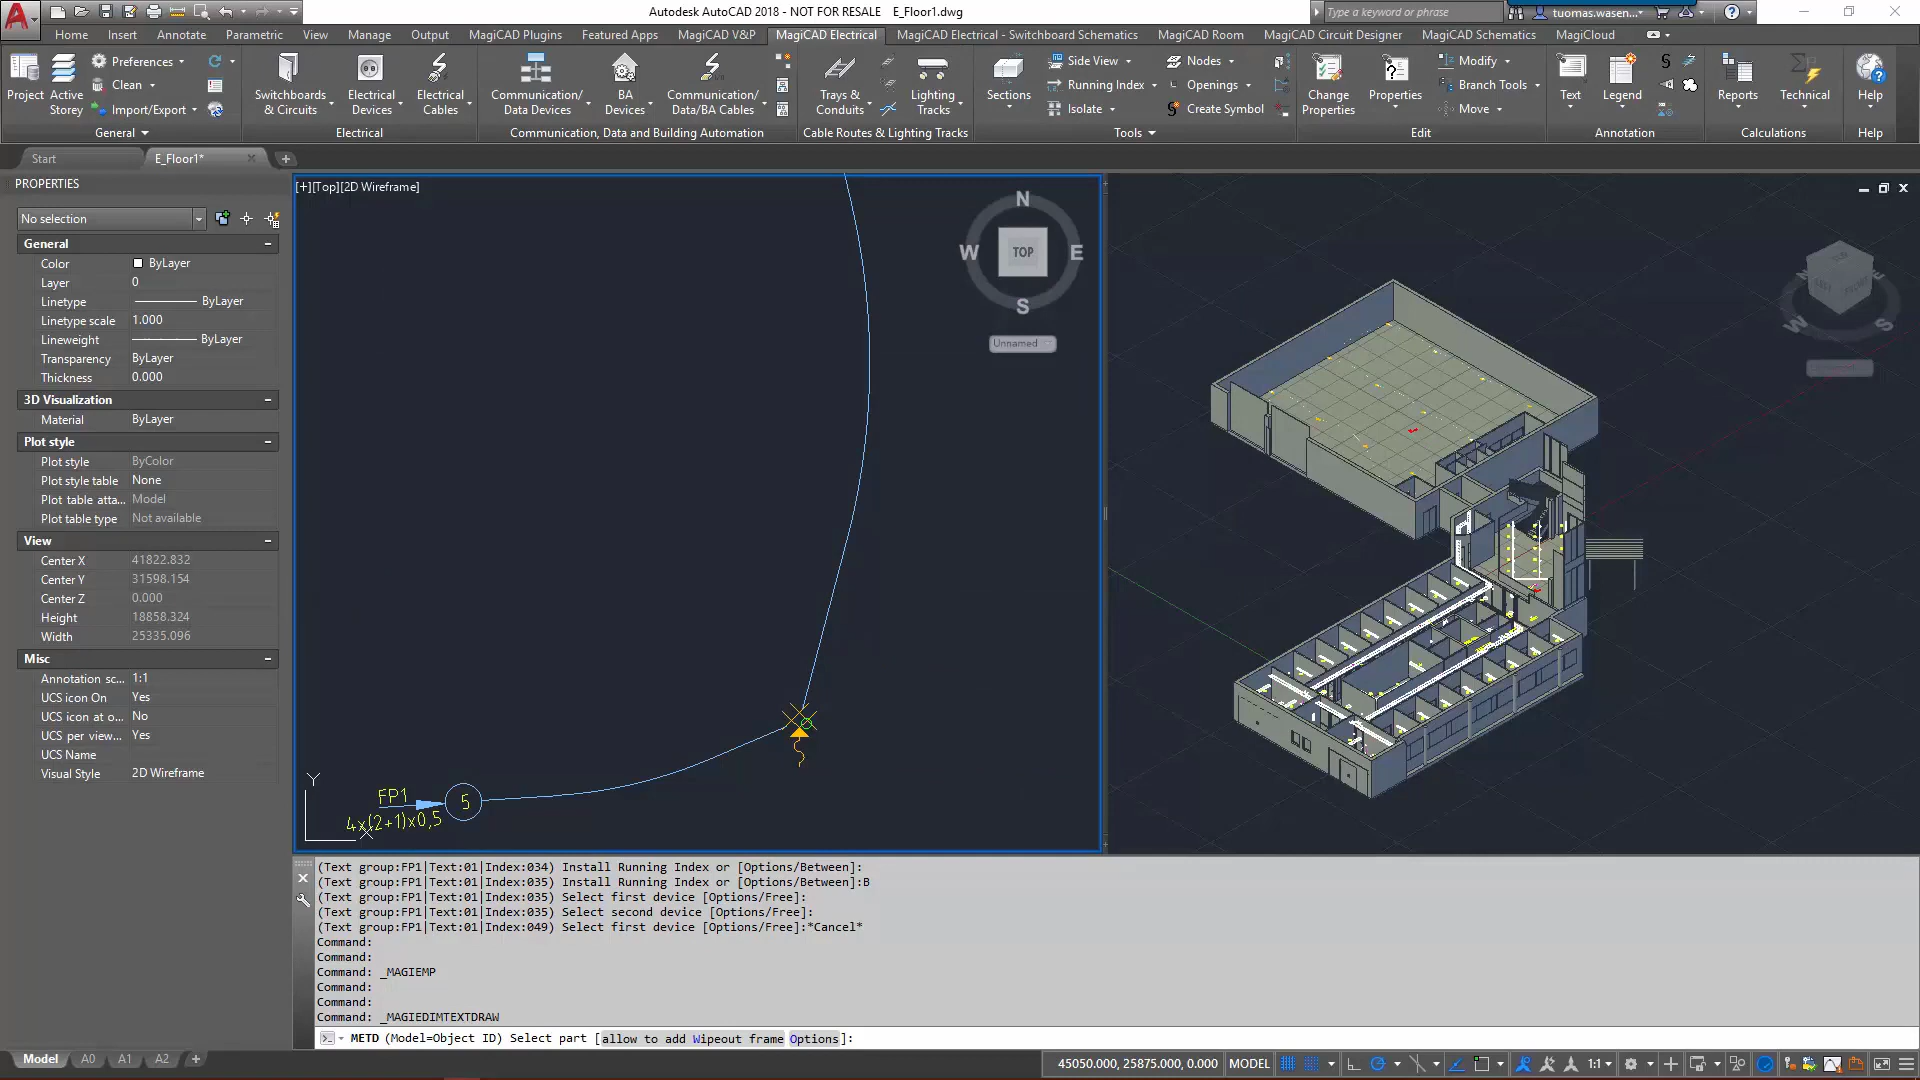 Autodesk AutoCAD 2018 - NOT FOR RESALE E_Floor1.dwg
Type a keyword or phrase
tuomas.wasen...
Home Insert Annotate Parametric View Manage Output MagiCAD Plugins Featured Apps MagiCAD V&P MagiCAD Electrical MagiCAD Electrical - Switchboard Schematics MagiCAD Room MagiCAD Circuit Designer MagiCAD Schematics MagiCloud
Project
Active
Storey
Preferences
Clean
Import/Export
Switchboards
& Circuits
Electrical
Devices
Electrical
Cables
Communication/
Data Devices
BA
Devices
Communication/
Data/BA Cables
Trays &
Conduits
Lighting
Tracks
Sections
Side View
Running Index
Isolate
Nodes
Openings
Create Symbol
Change
Properties
Properties
Modify
Branch Tools
Move
Text
Legend
Reports
Technical
Help
General Electrical Communication, Data and Building Automation Cable Routes & Lighting Tracks Tools Edit Annotation Calculations Help
Start E_Floor1*
PROPERTIES
No selection
General
Color ByLayer
Layer 0
Linetype ByLayer
Linetype scale 1.000
Lineweight ByLayer
Transparency ByLayer
Thickness 0.000
3D Visualization
Material ByLayer
Plot style
Plot style ByColor
Plot style table None
Plot table atta... Model
Plot table type Not available
View
Center X 41822.832
Center Y 31598.154
Center Z 0.000
Height 18858.324
Width 25335.096
Misc
Annotation sc... 1:1
UCS icon On Yes
UCS icon at o... No
UCS per view... Yes
UCS Name
Visual Style 2D Wireframe
[+][Top][2D Wireframe]
N
W TOP E
S
Unnamed
W S
Y
FP1
5
4x(2+1)x0,5
X
(Text group:FP1|Text:01|Index:034) Install Running Index or [Options/Between]:
(Text group:FP1|Text:01|Index:035) Install Running Index or [Options/Between]:B
(Text group:FP1|Text:01|Index:035) Select first device [Options/Free]:
(Text group:FP1|Text:01|Index:035) Select second device [Options/Free]:
(Text group:FP1|Text:01|Index:049) Select first device [Options/Free]:*Cancel*
Command:
Command:
Command: _MAGIEMP
Command:
Command:
Command: _MAGIEDIMTEXTDRAW
METD (Model=Object ID) Select part [allow to add Wipeout frame Options]:
Model A0 A1 A2 +
45050.000, 25875.000, 0.000 MODEL 1:1